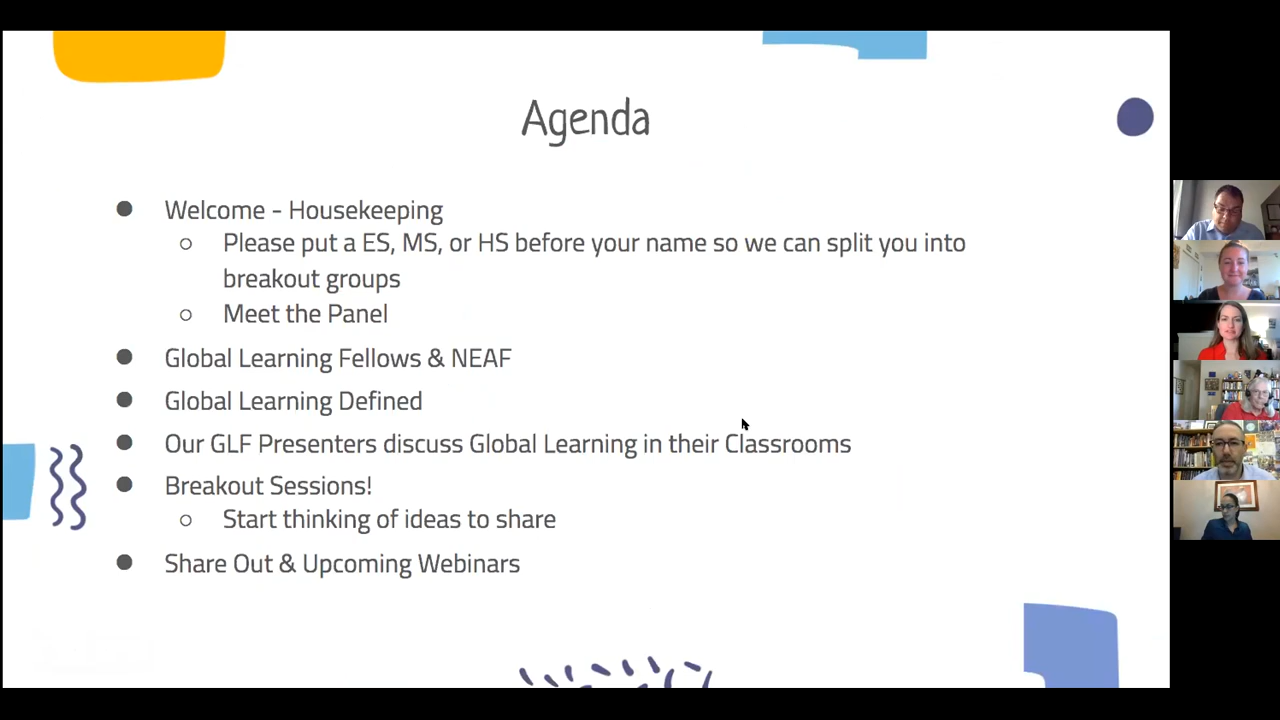 Agenda
Welcome - Housekeeping
Please put a ES, MS, or HS before your name so we can split you into
breakout groups
Meet the Panel
Global Learning Fellows & NEAF
Global Learning Defined
Our GLF Presenters discuss Global Learning in their Classrooms
Breakout Sessions!
Start thinking of ideas to share
Share Out & Upcoming Webinars